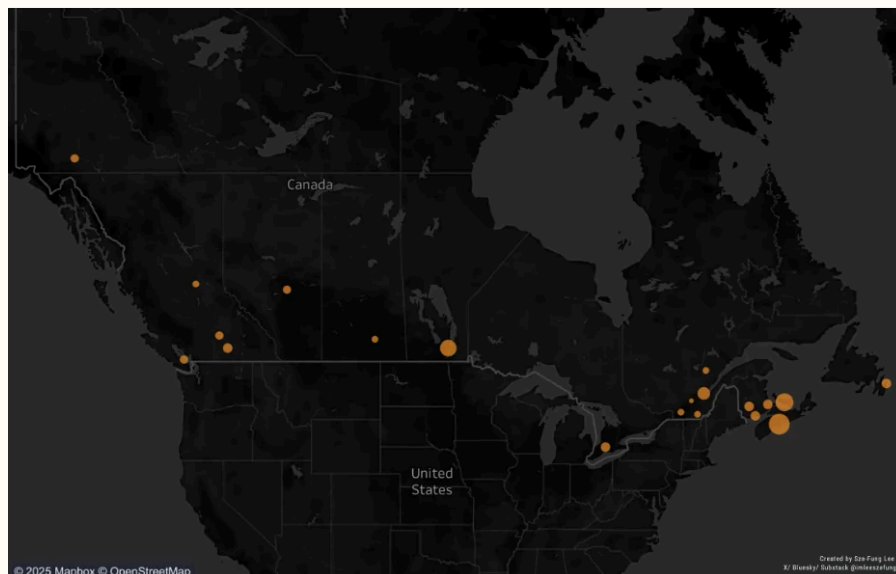 Canada
United
States
Created by Sze-Fung Lee
X/ Bluesky/ Substack @imleeszefung
© 2025 Mapbox © OpenStreetMap